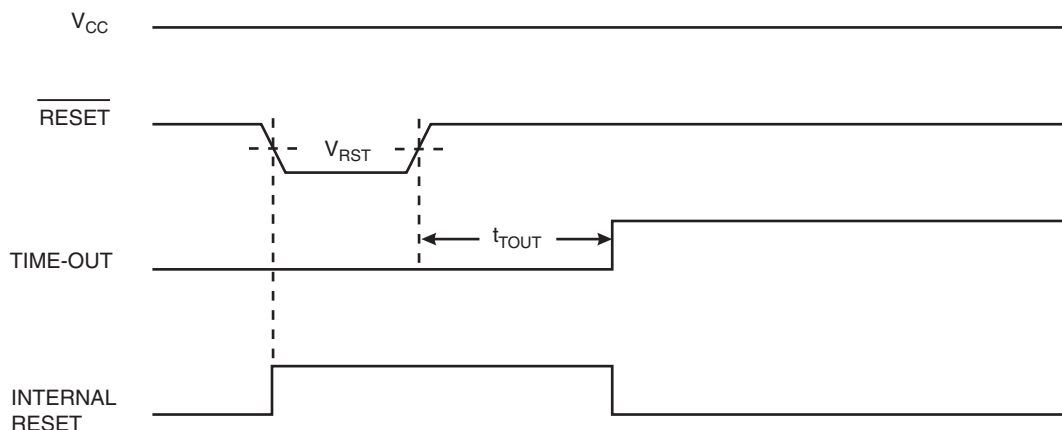 VCC
RESET
VRST
tTOUT
TIME-OUT
INTERNAL
RESET